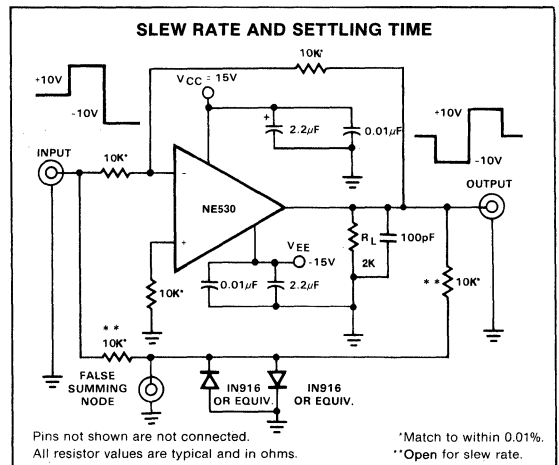 SLEW RATE AND SETTLING TIME
10K*
VCC = 15V
+10V
-10V
+
2.2µF
0.01µF
+10V
-10V
INPUT
10K*
-
NE530
+
OUTPUT
RL
2K
100pF
VEE
-15V
0.01µF
2.2µF
10K*
**
10K*
**
10K*
FALSE
SUMMING
NODE
IN916
OR EQUIV.
IN916
OR EQUIV.
Pins not shown are not connected.
All resistor values are typical and in ohms.
*Match to within 0.01%.
**Open for slew rate.